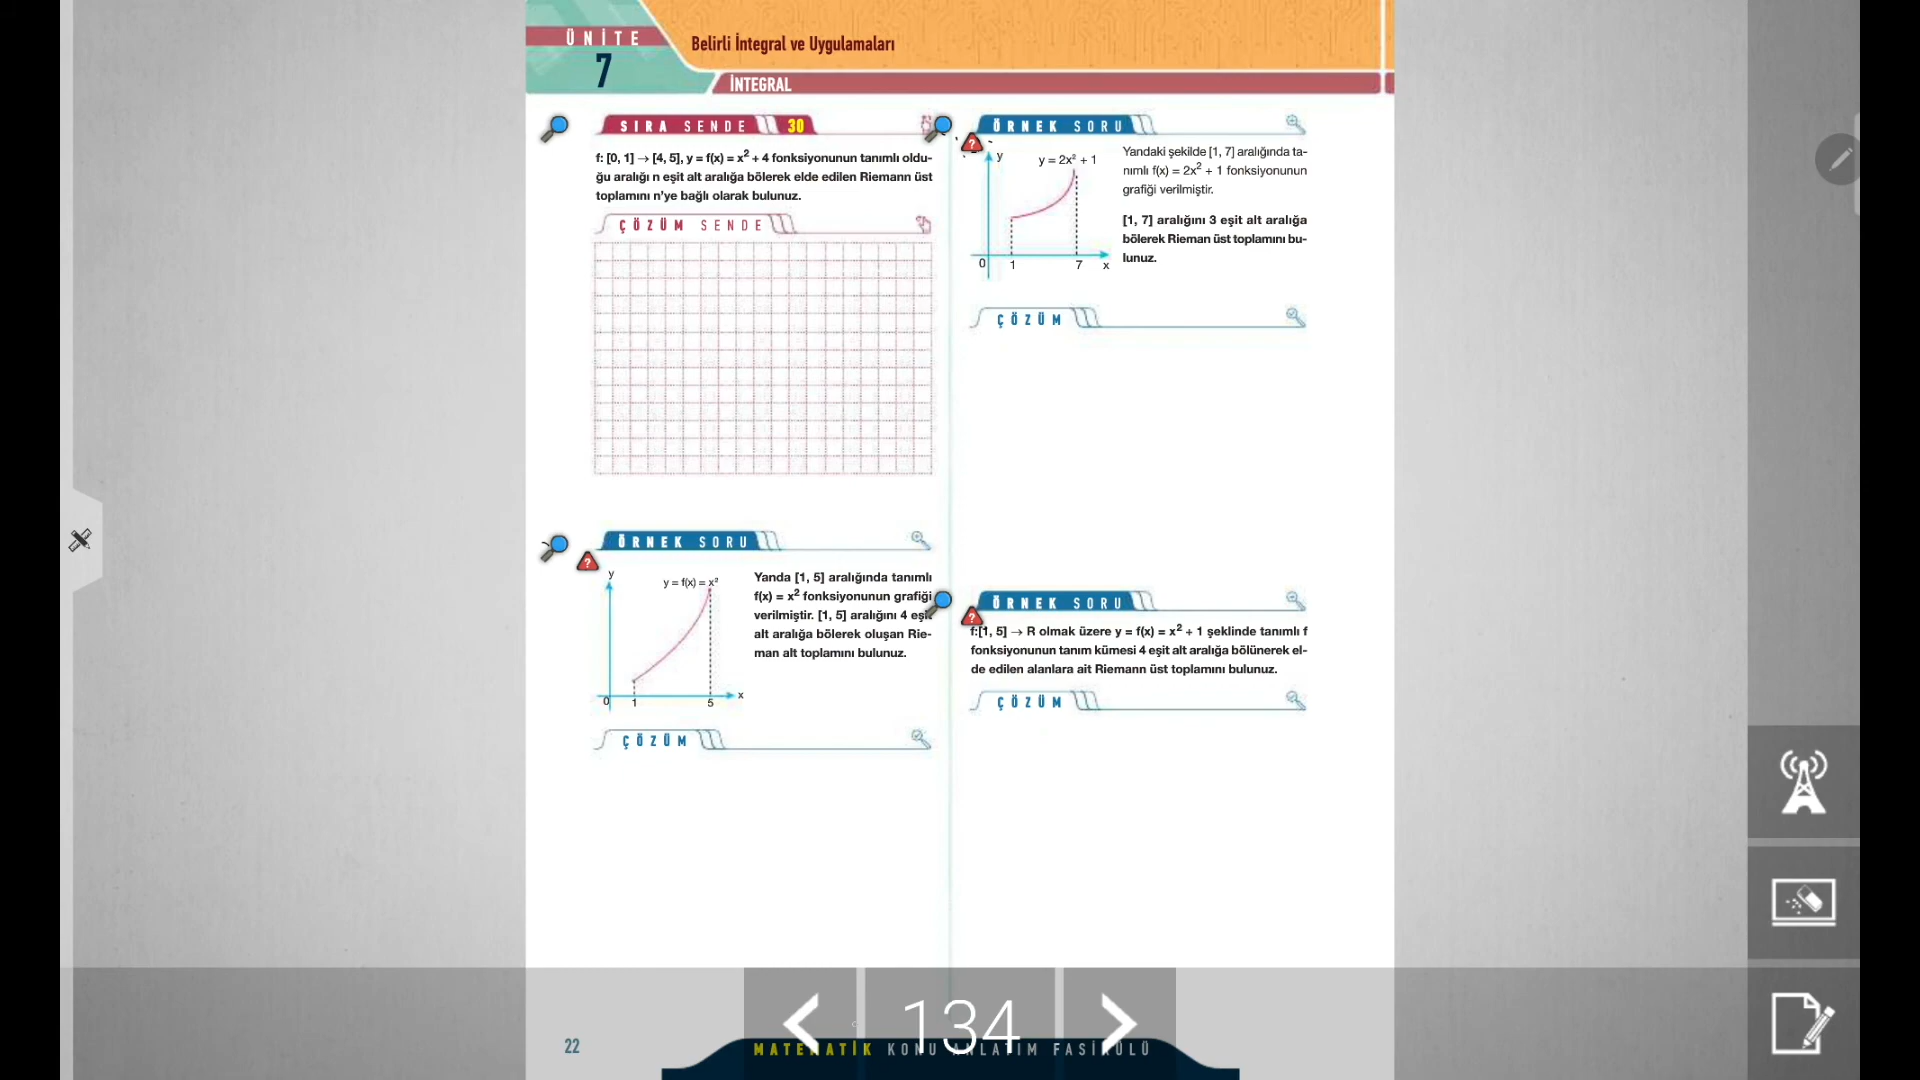 ÜNİTE
7
Belirli İntegral ve Uygulamaları
İNTEGRAL
SIRA SENDE 30
f: [0, 1] → [4, 5], y = f(x) = x² + 4 fonksiyonunun tanımlı oldu-
ğu aralığı n eşit alt aralığa bölerek elde edilen Riemann üst
toplamını n'ye bağlı olarak bulunuz.
ÇÖZÜM SENDE
ÖRNEK SORU
y
y = f(x) = x²
0
1
5
x
Yanda [1, 5] aralığında tanımlı
f(x) = x² fonksiyonunun grafiği
verilmiştir. [1, 5] aralığını 4 eşit
alt aralığa bölerek oluşan Rie-
man alt toplamını bulunuz.
ÇÖZÜM
ÖRNEK SORU
y
y = 2x² + 1
0
1
7
x
Yandaki şekilde [1, 7] aralığında ta-
nımlı f(x) = 2x² + 1 fonksiyonunun
grafiği verilmiştir.
[1, 7] aralığını 3 eşit alt aralığa
bölerek Rieman üst toplamını bu-
lunuz.
ÇÖZÜM
ÖRNEK SORU
f:[1, 5] → R olmak üzere y = f(x) = x² + 1 şeklinde tanımlı f
fonksiyonunun tanım kümesi 4 eşit alt aralığa bölünerek el-
de edilen alanlara ait Riemann üst toplamını bulunuz.
ÇÖZÜM
134
22
MATEMATİK KONU ANLATIM FASİKÜLÜ